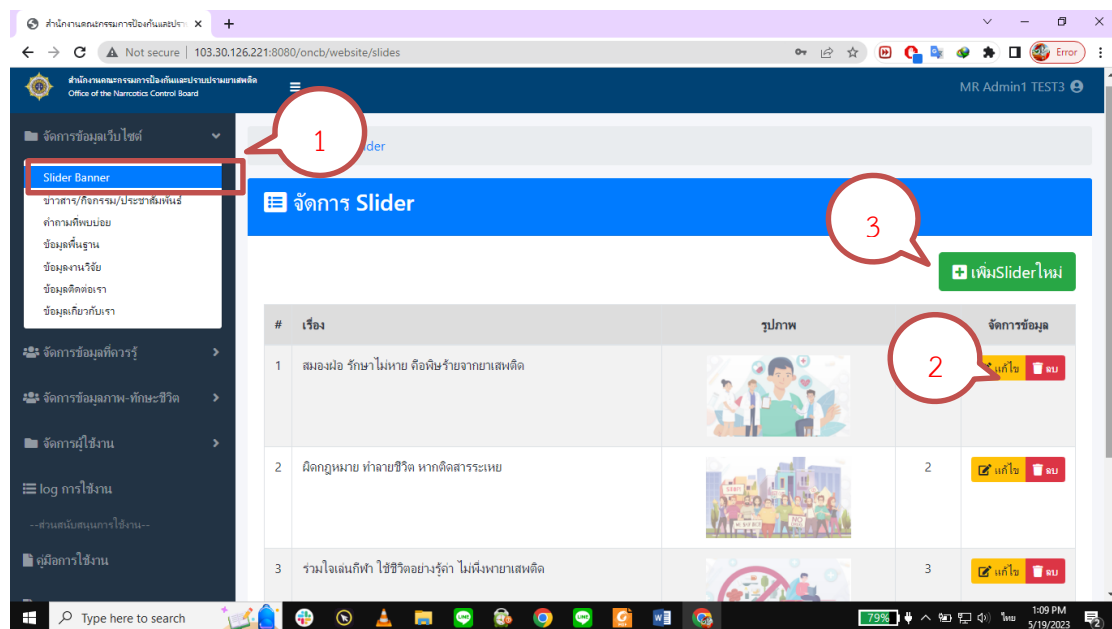 สำนักงานคณะกรรมการป้องกันและปรา
Not secure | 103.30.126.221:8080/oncb/website/slides
Error
สำนักงานคณะกรรมการป้องกันและปราบปรามยาเสพติด
Office of the Narrcotics Control Board
MR Admin1 TEST3
จัดการข้อมูลเว็บไซต์
1
ider
Slider Banner
ข่าวสาร/กิจกรรม/ประชาสัมพันธ์
คำถามที่พบบ่อย
ข้อมูลพื้นฐาน
ข้อมูลงานวิจัย
ข้อมูลติดต่อเรา
ข้อมูลเกี่ยวกับเรา
จัดการ Slider
3
เพิ่มSliderใหม่
# เรื่อง รูปภาพ จัดการข้อมูล
จัดการข้อมูลที่ควรรู้
1 สมองฝ่อ รักษาไม่หาย คือพิษร้ายจากยาเสพติด 2 แก้ไข ลบ
จัดการข้อมูลภาพ-ทักษะชีวิต
จัดการผู้ใช้งาน
2 ผิดกฎหมาย ทำลายชีวิต หากติดสารระเหย 2 แก้ไข ลบ
log การใช้งาน
--ส่วนสนับสนุนการใช้งาน--
คู่มือการใช้งาน
3 ร่วมใจเล่นกีฬา ใช้ชีวิตอย่างรู้ค่า ไม่พึ่งพายาเสพติด 3 แก้ไข ลบ
Type here to search
79%
ไทย
1:09 PM
5/19/2023
2